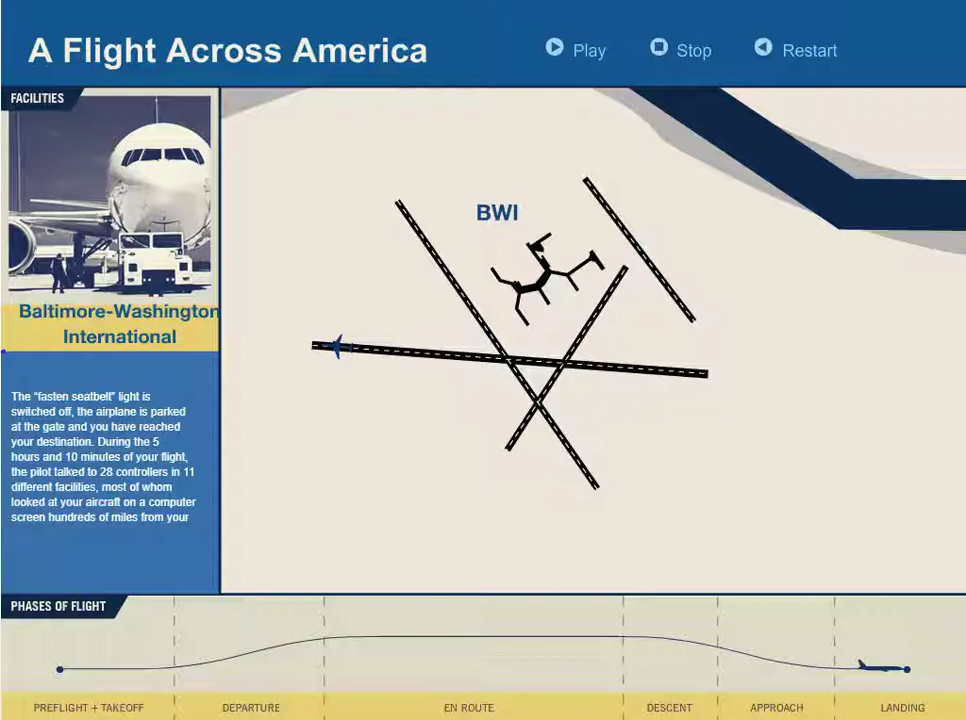 A Flight Across America
Play
Stop
Restart
FACILITIES
Baltimore-Washington
International
The "fasten seatbelt" light is
switched off, the airplane is parked
at the gate and you have reached
your destination. During the 5
hours and 10 minutes of your flight,
the pilot talked to 28 controllers in 11
different facilities, most of whom
looked at your aircraft on a computer
screen hundreds of miles from your
BWI
PHASES OF FLIGHT
PREFLIGHT + TAKEOFF
DEPARTURE
EN ROUTE
DESCENT
APPROACH
LANDING